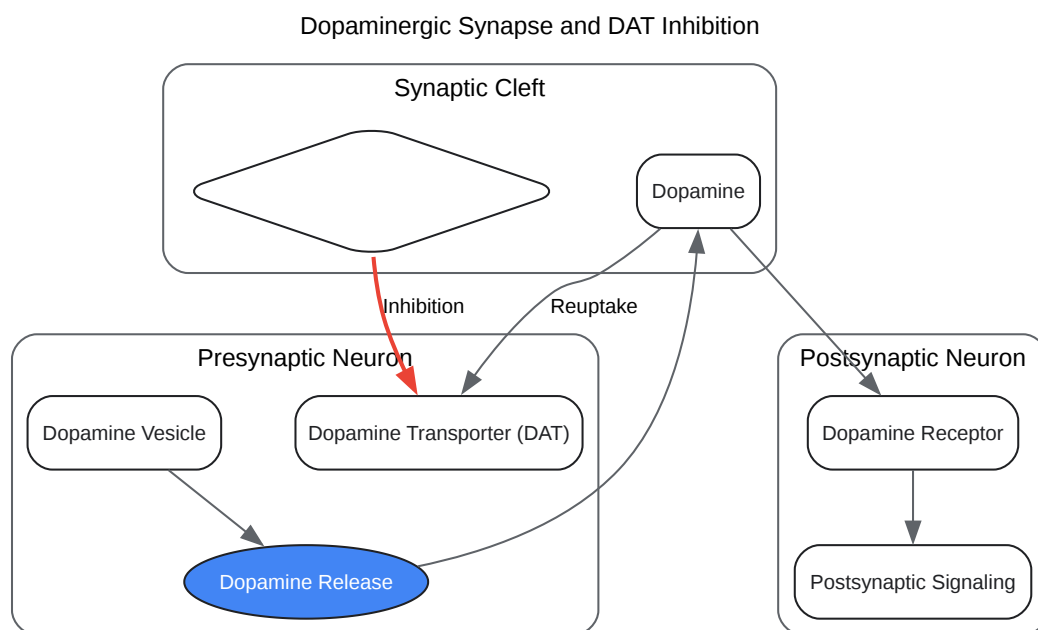 Dopaminergic Synapse and DAT Inhibition
Synaptic Cleft
Dopamine
Inhibition
Reuptake
Presynaptic Neuron
Postsynaptic Neuron
Dopamine Vesicle
Dopamine Transporter (DAT)
Dopamine Receptor
Dopamine Release
Postsynaptic Signaling